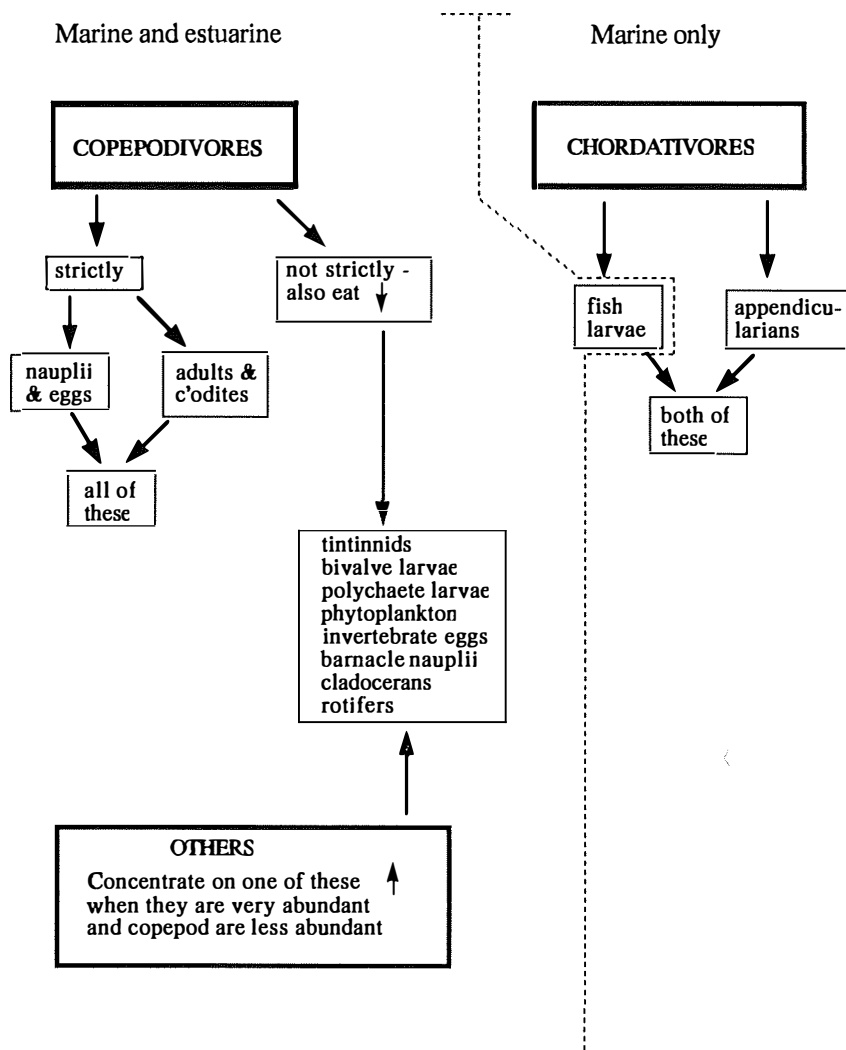 Marine and estuarine
Marine only
COPEPODIVORES
CHORDATIVORES
strictly
not strictly -
also eat
fish
larvae
appendicu-
larians
nauplii
& eggs
adults &
c'odites
both of
these
all of
these
tintinnids
bivalve larvae
polychaete larvae
phytoplankton
invertebrate eggs
barnacle nauplii
cladocerans
rotifers
OTHERS
Concentrate on one of these
when they are very abundant
and copepod are less abundant